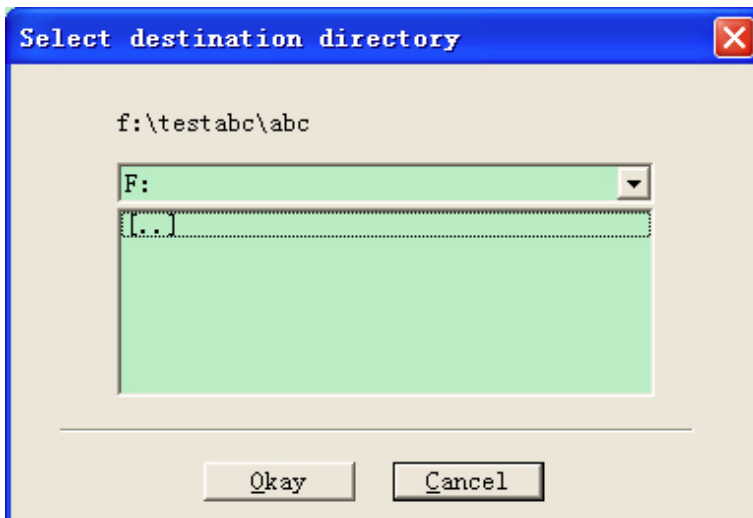 Select destination directory
f:\testabc\abc
F:
[..]
Okay
Cancel